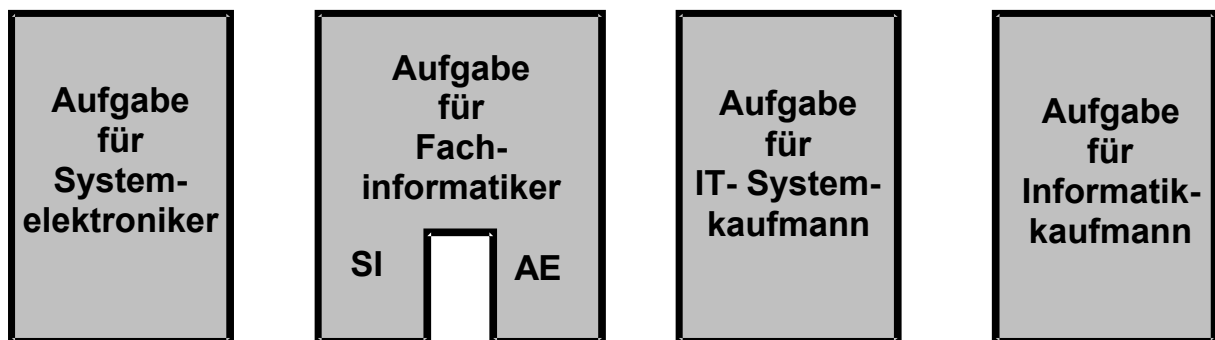 Aufgabe
für
System-
elektroniker
Aufgabe
für
Fach-
informatiker
SI
AE
Aufgabe
für
IT- System-
kaufmann
Aufgabe
für
Informatik-
kaufmann